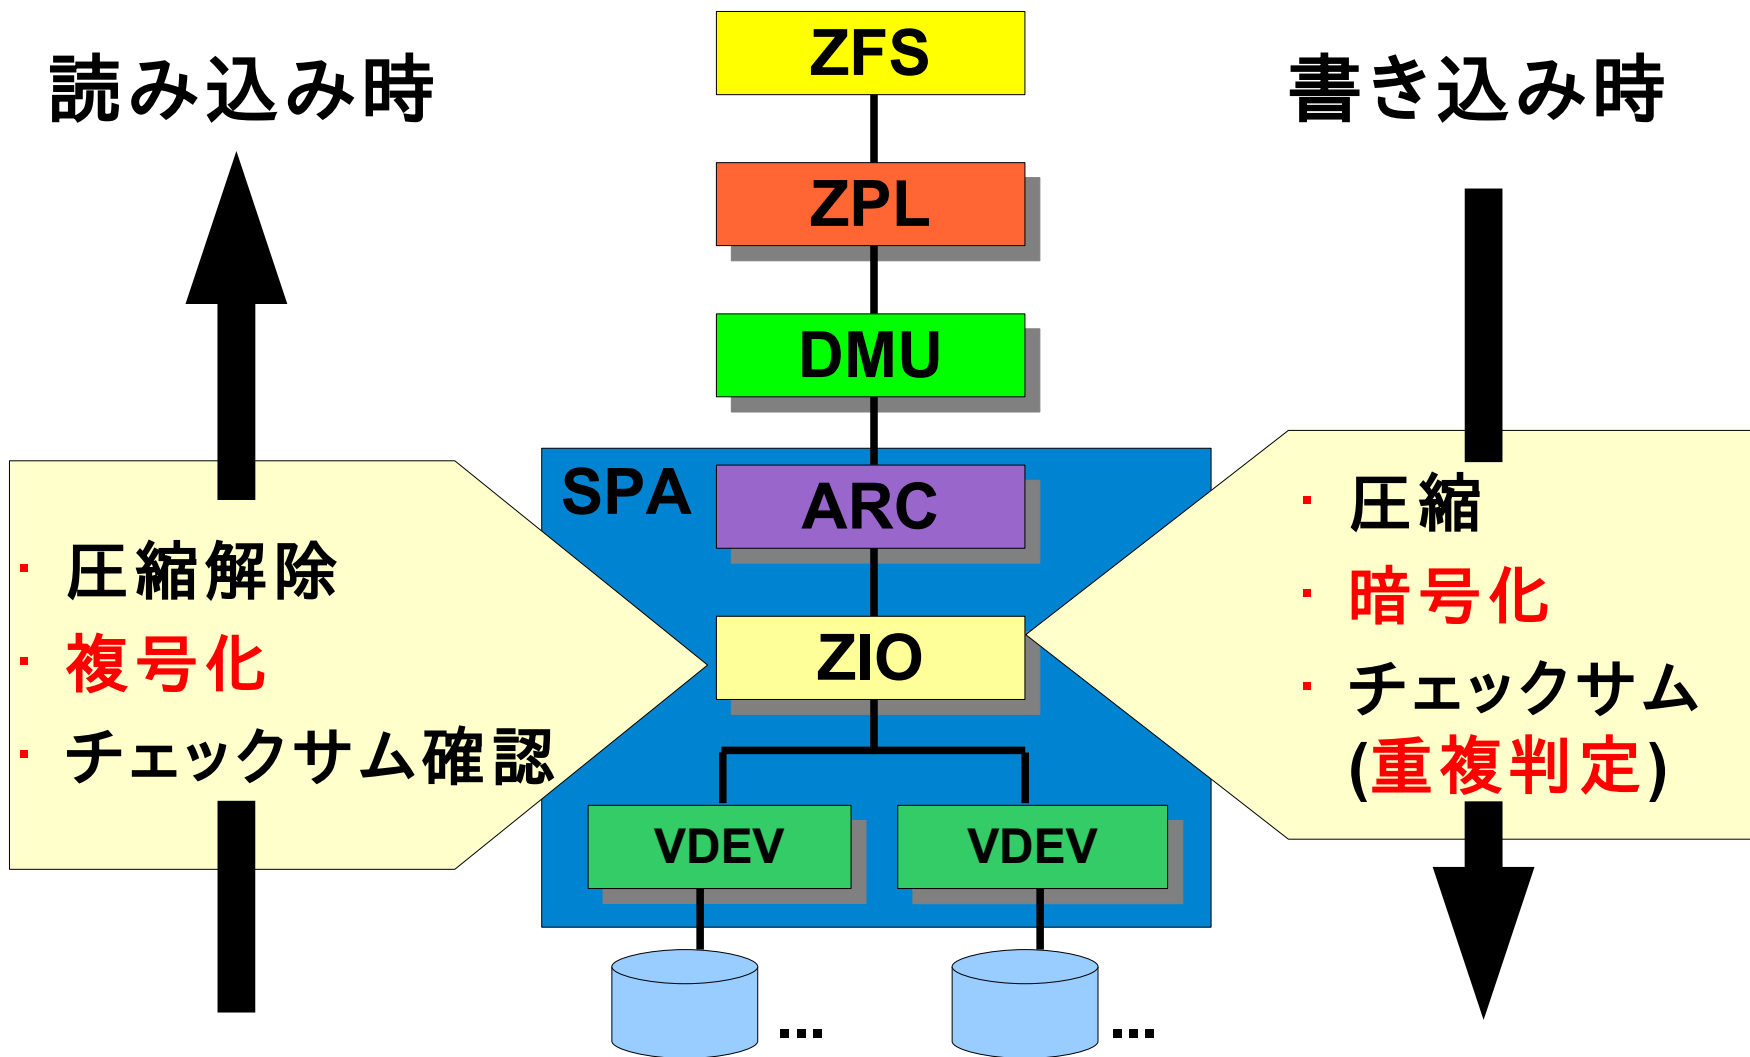 読み込み時
ZFS
書き込み時
ZPL
DMU
SPA
ARC
ZIO
VDEV
VDEV
...
...
・圧縮解除
・複号化
・チェックサム確認
・圧縮
・暗号化
・チェックサム
(重複判定)